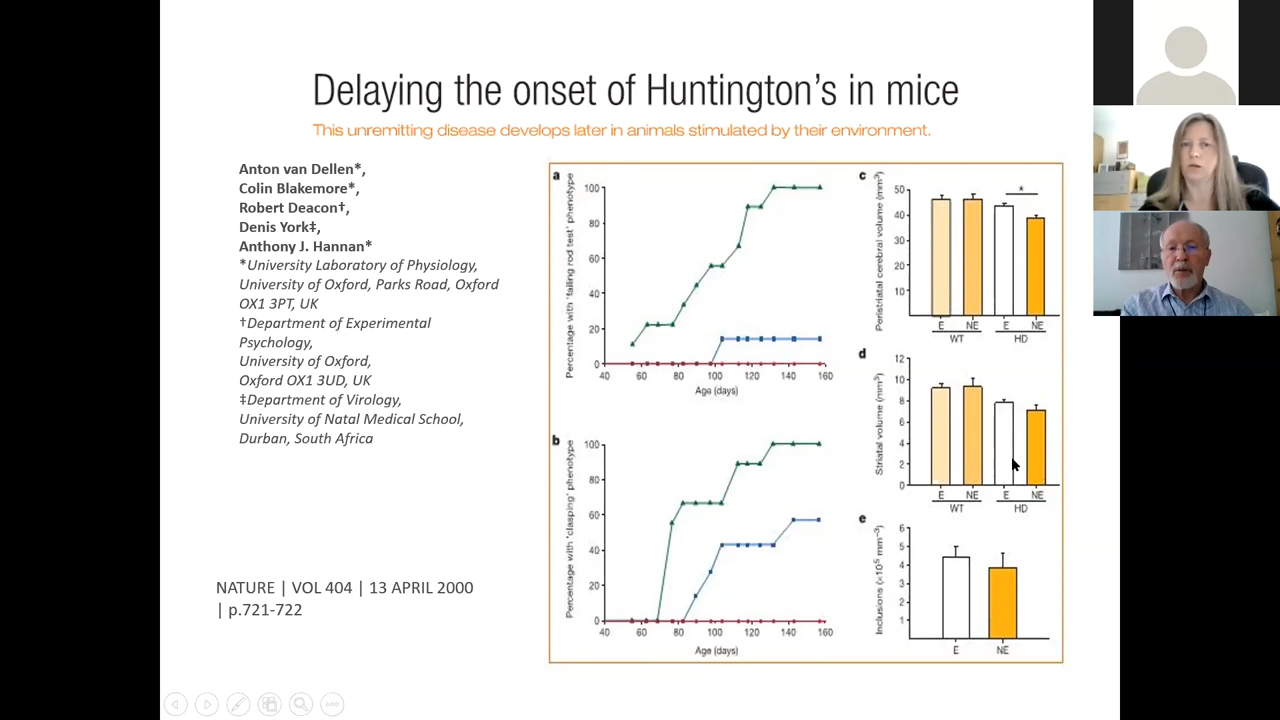 Delaying the onset of Huntington's in mice
This unremitting disease develops later in animals stimulated by their environment.
Anton van Dellen*,
Colin Blakemore*,
Robert Deacon†,
Denis York‡,
Anthony J. Hannan*
*University Laboratory of Physiology,
University of Oxford, Parks Road, Oxford
OX1 3PT, UK
†Department of Experimental
Psychology,
University of Oxford,
Oxford OX1 3UD, UK
‡Department of Virology,
University of Natal Medical School,
Durban, South Africa
NATURE | VOL 404 | 13 APRIL 2000
| p.721-722
a
Percentage with 'falling rod test' phenotype
100
80
60
40
20
0
40 60 80 100 120 140 160
Age (days)
b
Percentage with 'clasping' phenotype
100
80
60
40
20
0
40 60 80 100 120 140 160
Age (days)
c
Peristriatal cerebral volume (mm³)
50
40
30
20
10
*
E NE E NE
WT HD
d
Striatal volume (mm³)
12
10
8
6
4
2
0
E NE E NE
WT HD
e
Inclusions (×10⁵ mm⁻³)
6
5
4
3
2
1
E NE